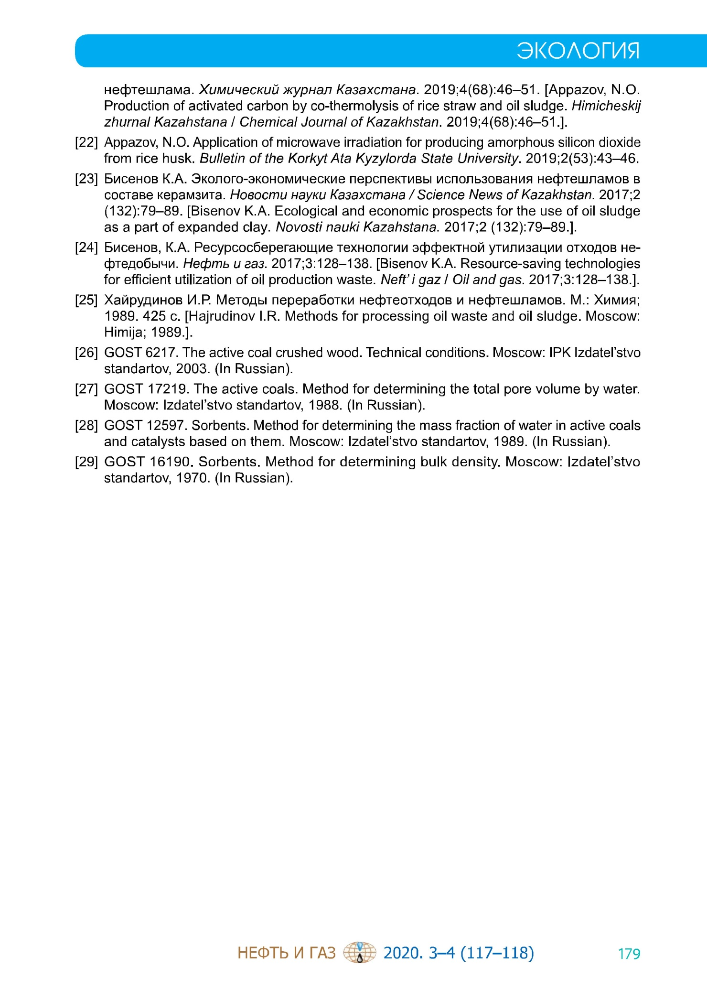 ЭКОЛОГИЯ
нефтешлама. Химический журнал Казахстана. 2019;4(68):46–51. [Appazov, N.O.
Production of activated carbon by co-thermolysis of rice straw and oil sludge. Himicheskij
zhurnal Kazahstana / Chemical Journal of Kazakhstan. 2019;4(68):46–51.].
[22] Appazov, N.O. Application of microwave irradiation for producing amorphous silicon dioxide
from rice husk. Bulletin of the Korkyt Ata Kyzylorda State University. 2019;2(53):43–46.
[23] Бисенов К.А. Эколого-экономические перспективы использования нефтешламов в
составе керамзита. Новости науки Казахстана / Science News of Kazakhstan. 2017;2
(132):79–89. [Bisenov K.A. Ecological and economic prospects for the use of oil sludge
as a part of expanded clay. Novosti nauki Kazahstana. 2017;2 (132):79–89.].
[24] Бисенов, К.А. Ресурсосберегающие технологии эффектной утилизации отходов не-
фтедобычи. Нефть и газ. 2017;3:128–138. [Bisenov K.A. Resource-saving technologies
for efficient utilization of oil production waste. Neft’ i gaz / Oil and gas. 2017;3:128–138.].
[25] Хайрудинов И.Р. Методы переработки нефтеотходов и нефтешламов. М.: Химия;
1989. 425 с. [Hajrudinov I.R. Methods for processing oil waste and oil sludge. Moscow:
Himija; 1989.].
[26] GOST 6217. The active coal crushed wood. Technical conditions. Moscow: IPK Izdatel’stvo
standartov, 2003. (In Russian).
[27] GOST 17219. The active coals. Method for determining the total pore volume by water.
Moscow: Izdatel’stvo standartov, 1988. (In Russian).
[28] GOST 12597. Sorbents. Method for determining the mass fraction of water in active coals
and catalysts based on them. Moscow: Izdatel’stvo standartov, 1989. (In Russian).
[29] GOST 16190. Sorbents. Method for determining bulk density. Moscow: Izdatel’stvo
standartov, 1970. (In Russian).
НЕФТЬ И ГАЗ 2020. 3–4 (117–118) 179